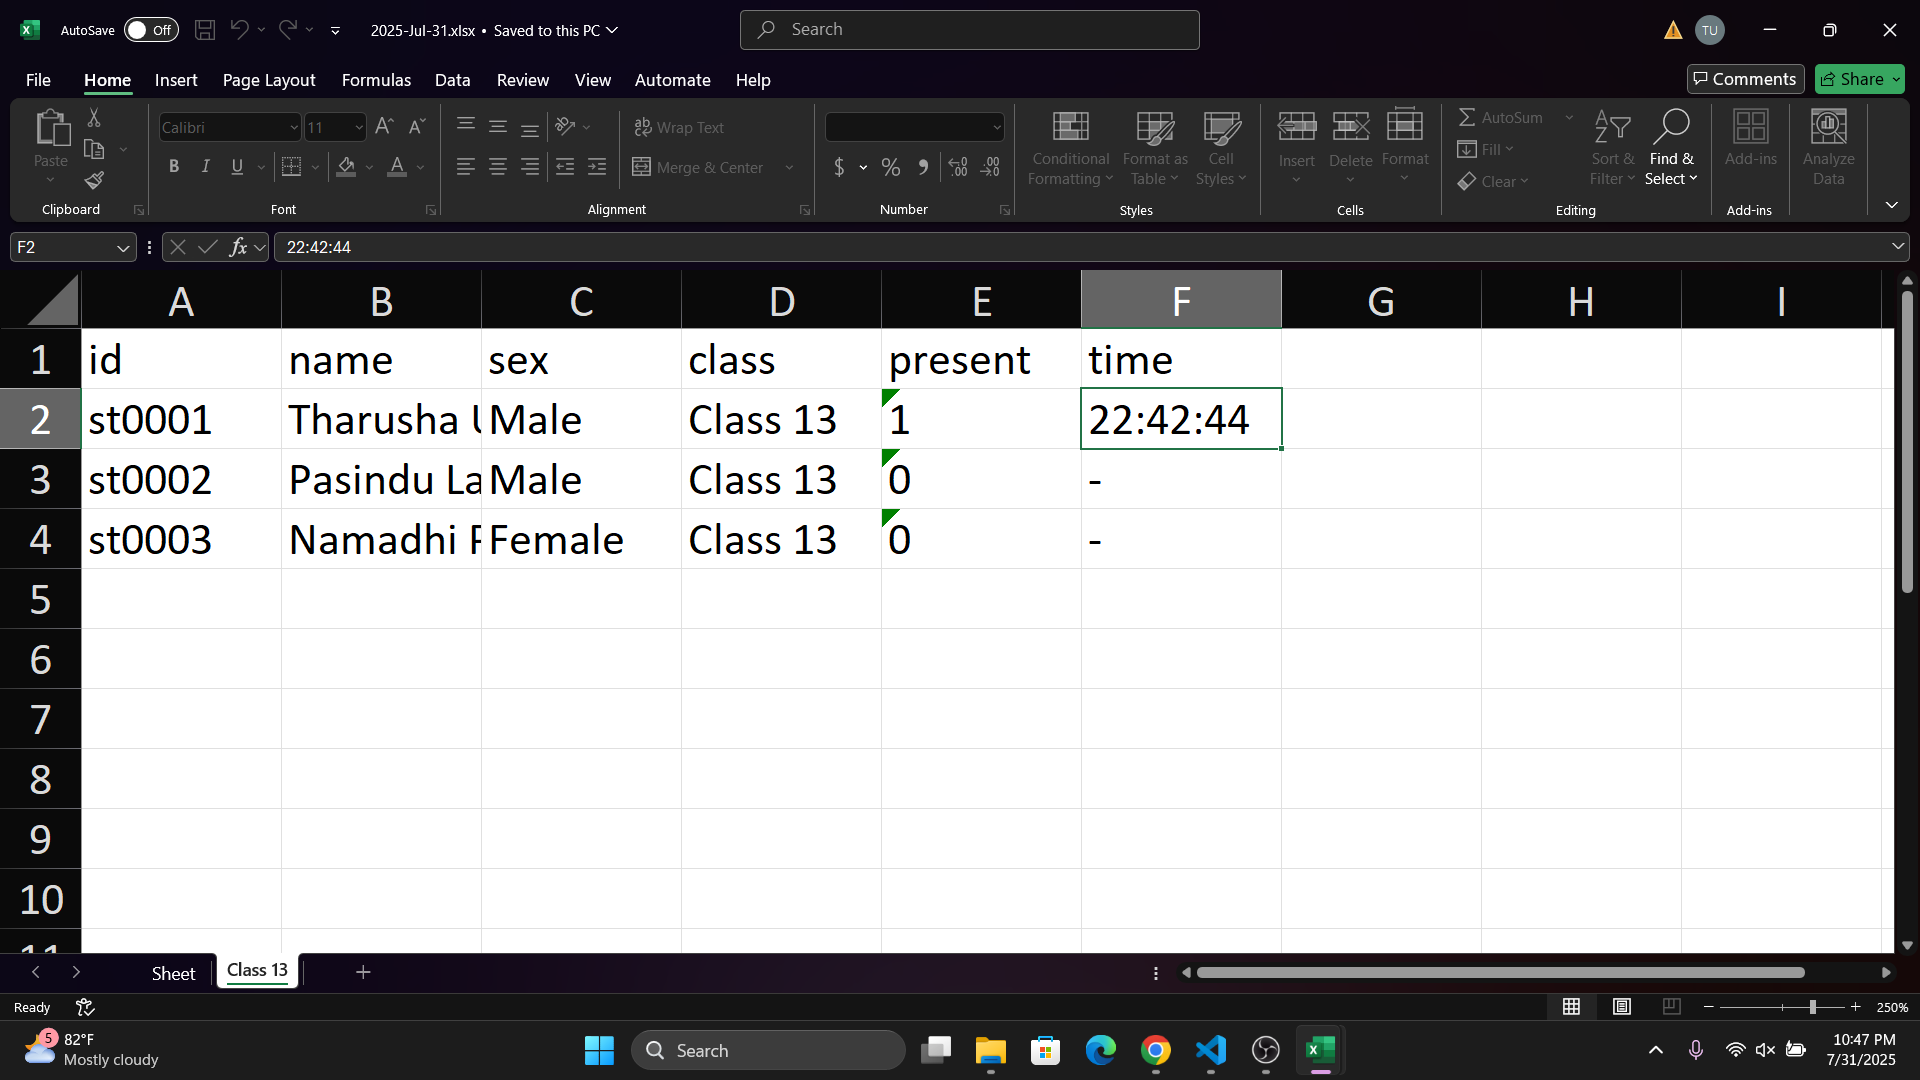 AutoSave Off 2025-Jul-31.xlsx • Saved to this PC Search TU
File Home Insert Page Layout Formulas Data Review View Automate Help Comments Share
Paste
Clipboard
Calibri 11
B I U
Font
Wrap Text
Merge & Center
Alignment
$ %
Number
Conditional Formatting
Format as Table
Cell Styles
Styles
Insert Delete Format
Cells
AutoSum
Fill
Clear
Sort & Filter
Find & Select
Editing
Add-ins
Add-ins
Analyze Data
F2 fx 22:42:44
A B C D E F G H I
1 id name sex class present time
2 st0001 Tharusha Male Class 13 1 22:42:44
3 st0002 Pasindu La Male Class 13 0 -
4 st0003 Namadhi Female Class 13 0 -
5
6
7
8
9
10
11
Sheet Class 13
Ready 250%
5 82°F
Mostly cloudy
Search
10:47 PM
7/31/2025